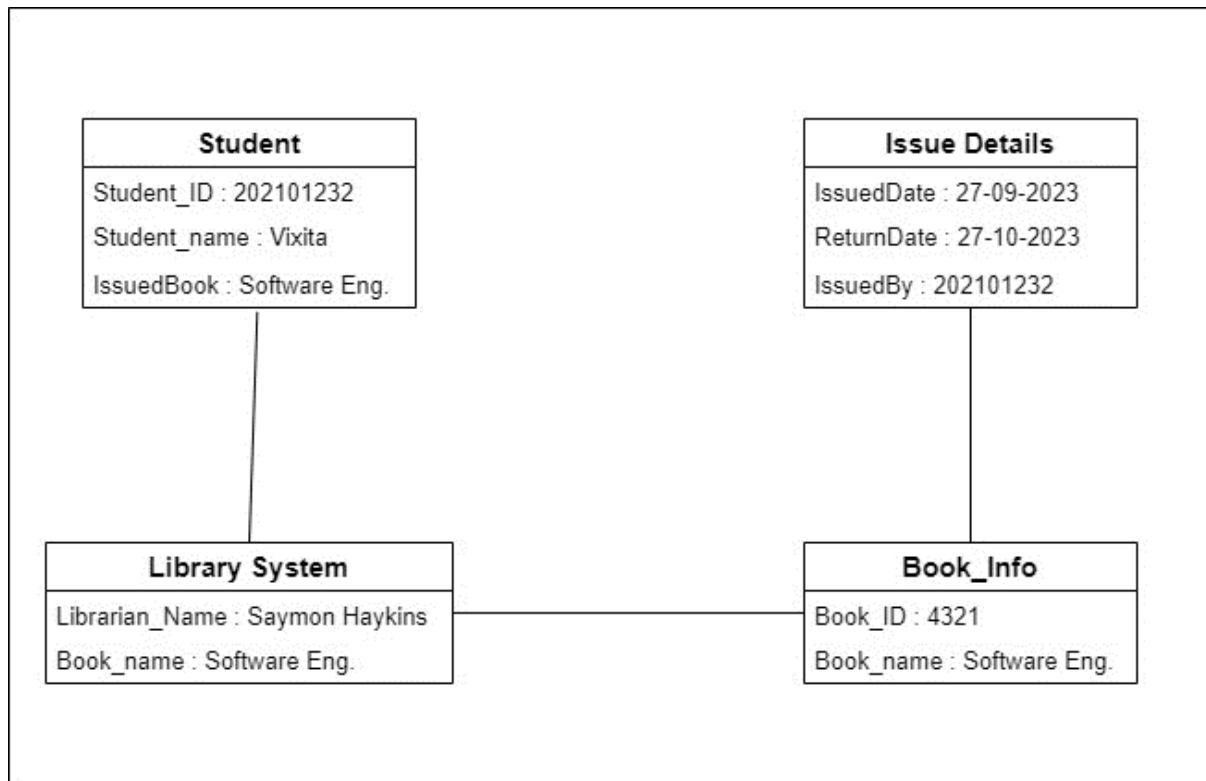 Student
Student_ID : 202101232
Student_name : Vixita
IssuedBook : Software Eng.
Issue Details
IssuedDate : 27-09-2023
ReturnDate : 27-10-2023
IssuedBy : 202101232
Library System
Librarian_Name : Saymon Haykins
Book_name : Software Eng.
Book_Info
Book_ID : 4321
Book_name : Software Eng.